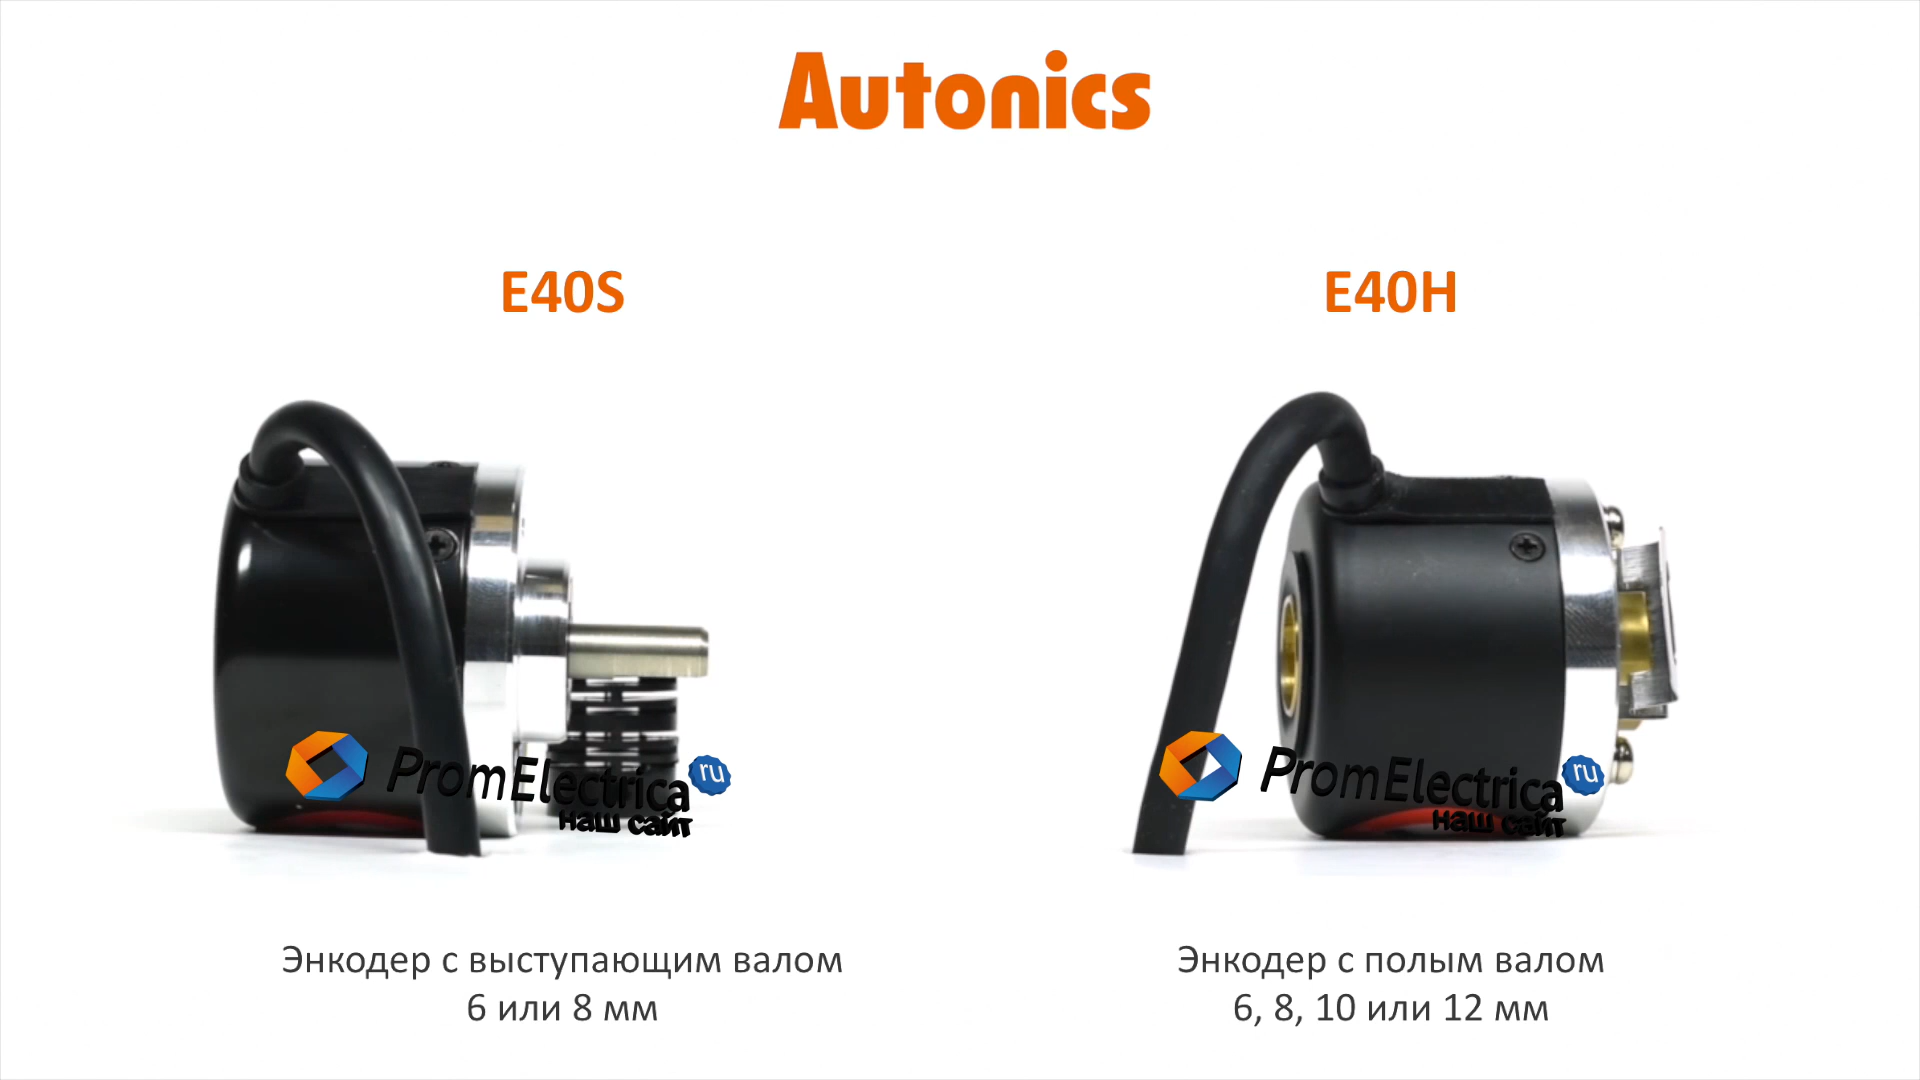 Autonics
E40S
E40H
PromElectrica ru
наш сайт
PromElectrica ru
наш сайт
Энкодер с выступающим валом
6 или 8 мм
Энкодер с полым валом
6, 8, 10 или 12 мм